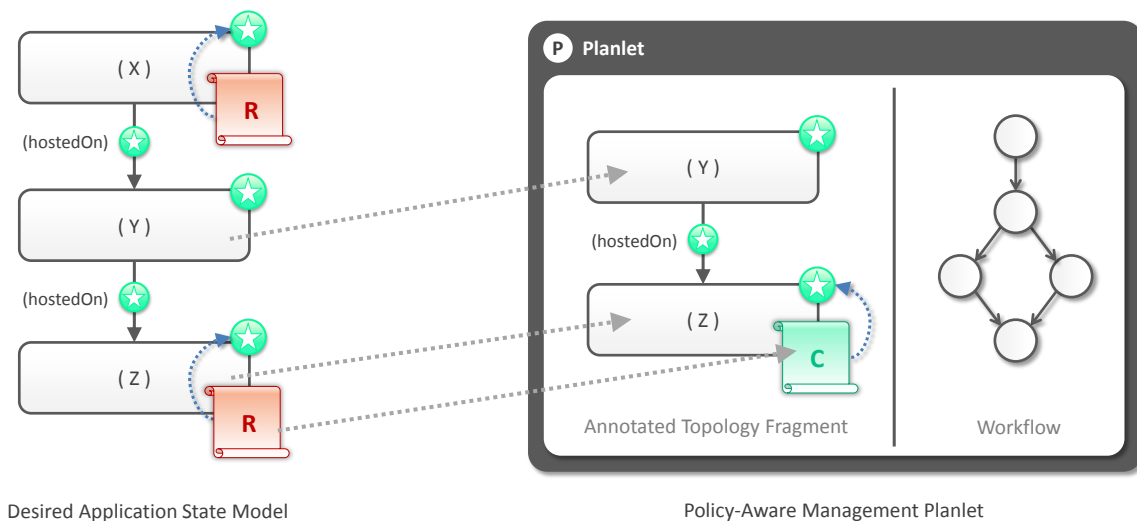 ( X )
R
(hostedOn)
( Y )
(hostedOn)
( Z )
R
Desired Application State Model
P Planlet
( Y )
(hostedOn)
( Z )
C
Annotated Topology Fragment
Workflow
Policy-Aware Management Planlet